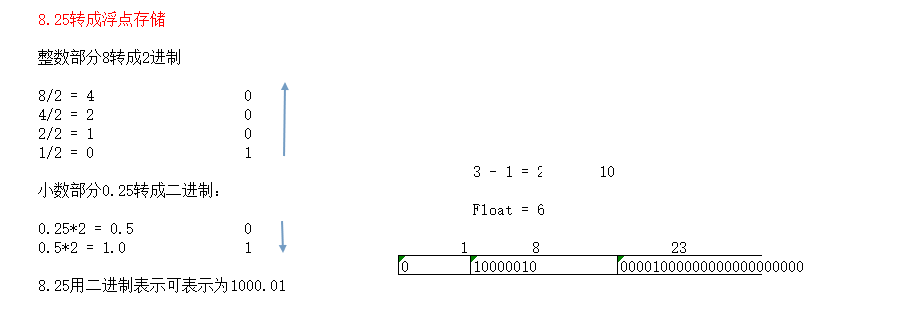 8.25转成浮点存储
整数部分8转成2进制
8/2 = 4 0
4/2 = 2 0
2/2 = 1 0
1/2 = 0 1
小数部分0.25转成二进制：
0.25*2 = 0.5 0
0.5*2 = 1.0 1
8.25用二进制表示可表示为1000.01
3 - 1 = 2 10
Float = 6
1 8 23
0 10000010 00001000000000000000000